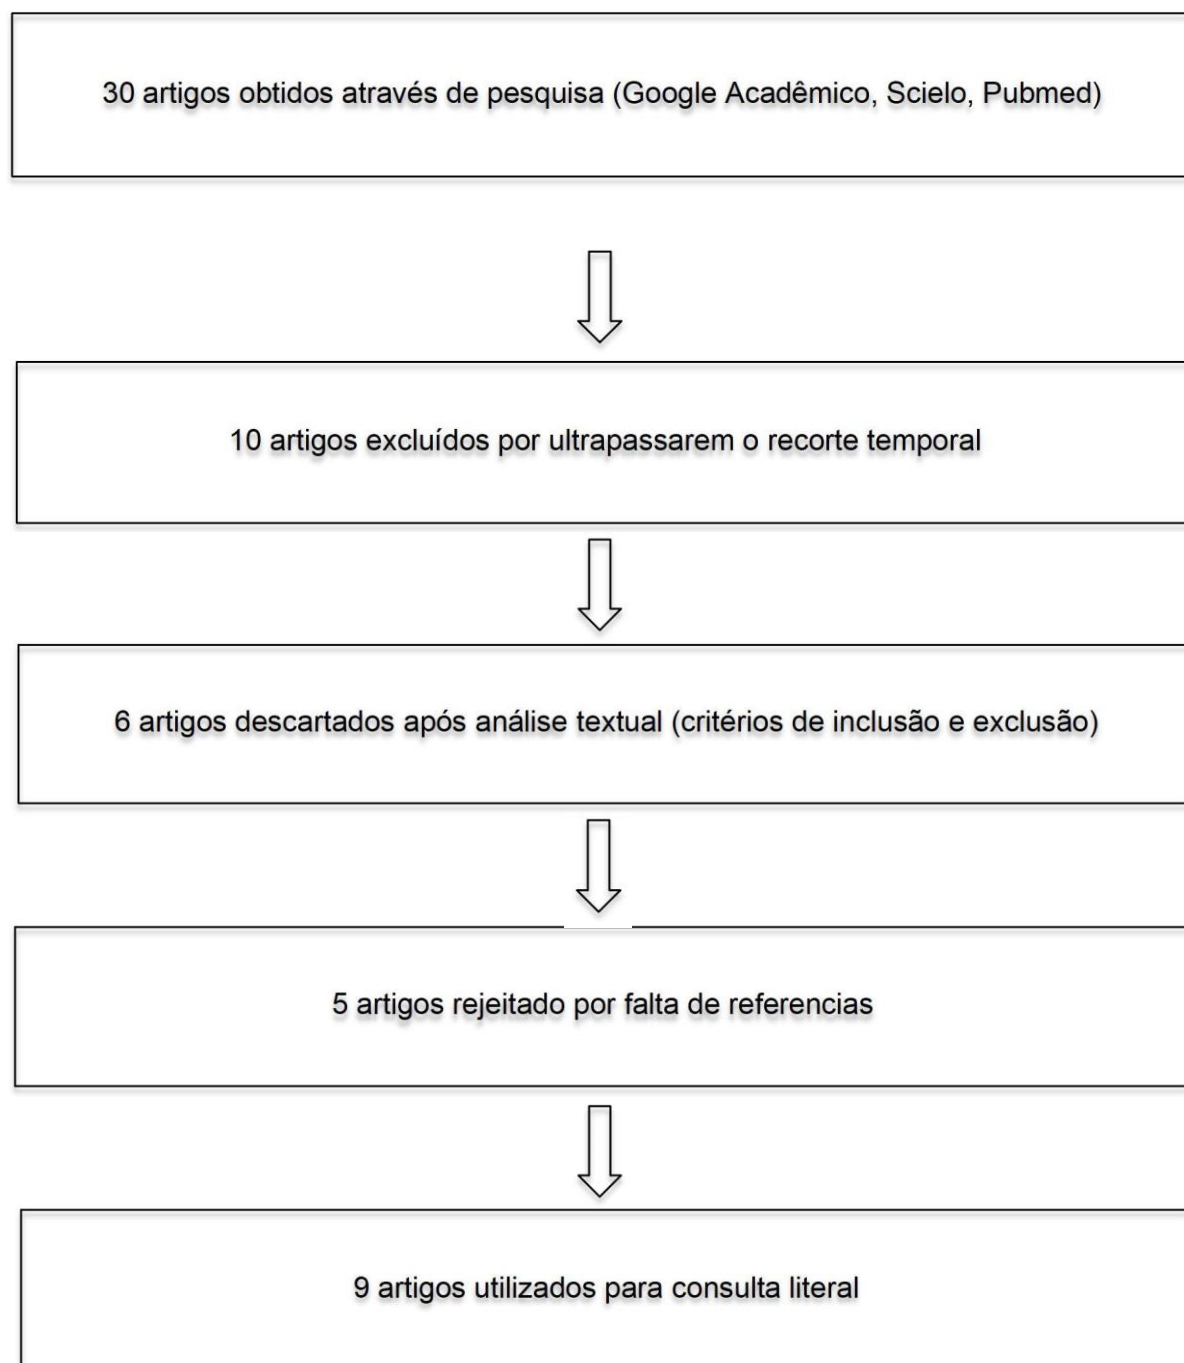 30 artigos obtidos através de pesquisa (Google Acadêmico, Scielo, Pubmed)
10 artigos excluídos por ultrapassarem o recorte temporal
6 artigos descartados após análise textual (critérios de inclusão e exclusão)
5 artigos rejeitado por falta de referencias
9 artigos utilizados para consulta literal